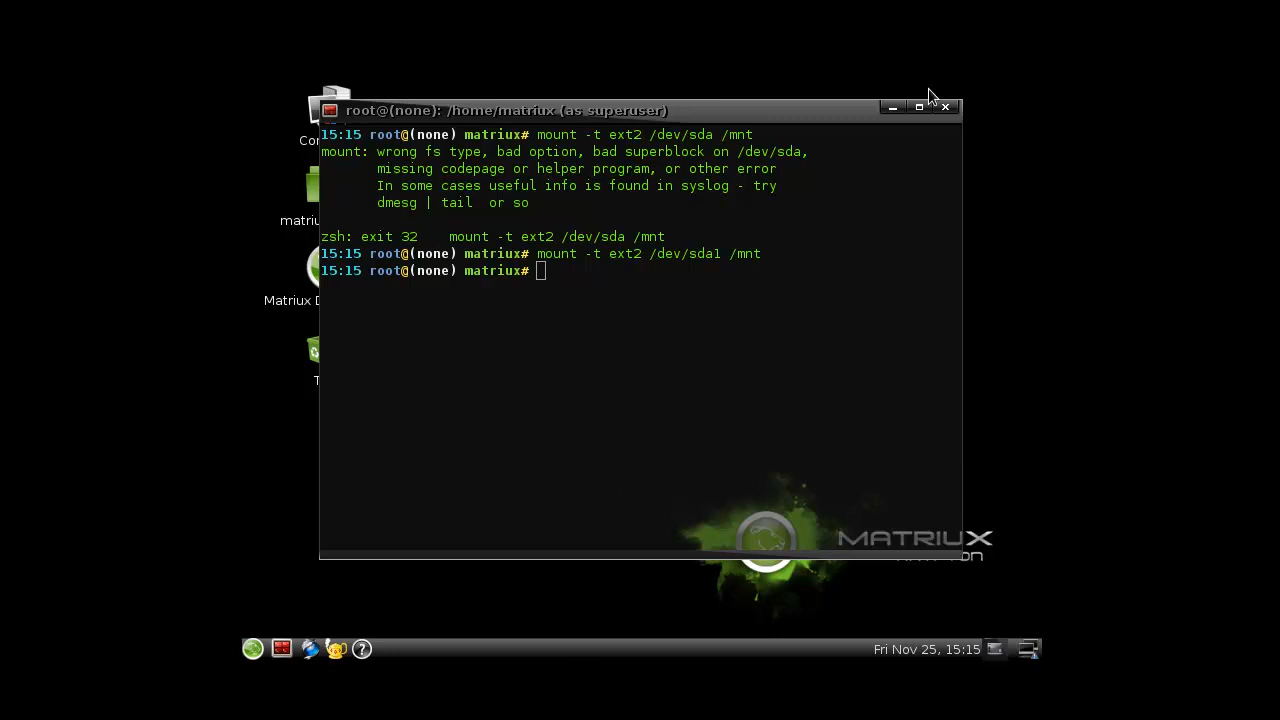 root@(none): /home/matriux (as superuser)
15:15 root@(none) matriux# mount -t ext2 /dev/sda /mnt
mount: wrong fs type, bad option, bad superblock on /dev/sda,
       missing codepage or helper program, or other error
       In some cases useful info is found in syslog - try
       dmesg | tail  or so
zsh: exit 32    mount -t ext2 /dev/sda /mnt
15:15 root@(none) matriux# mount -t ext2 /dev/sda1 /mnt
15:15 root@(none) matriux#
Co
matriu
Matriux D
T
MATRIUX
Fri Nov 25, 15:15